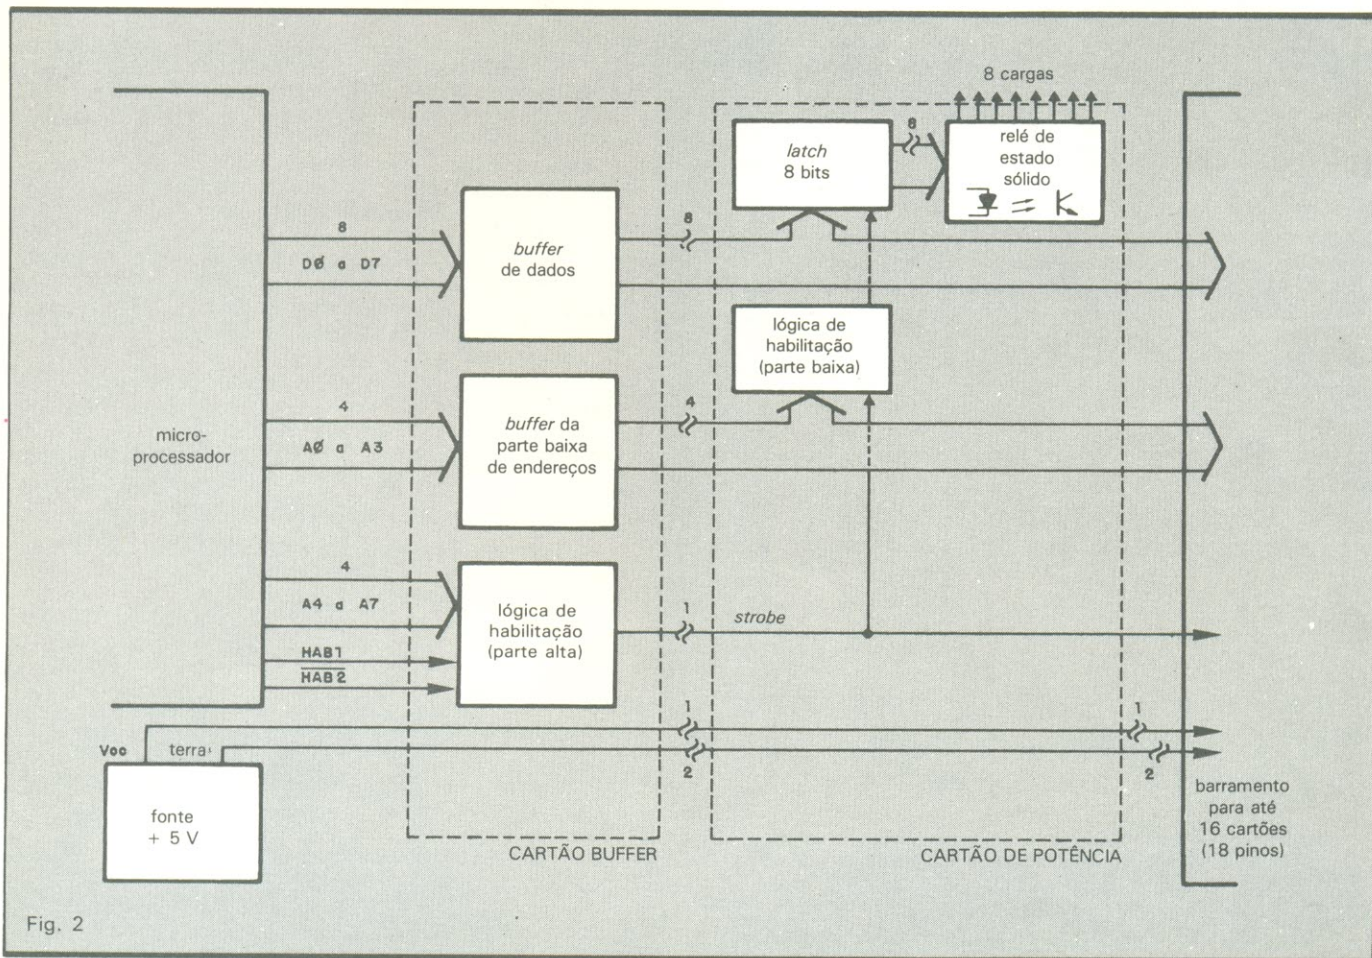 8 cargas
8
relé de
estado
sólido
latch
8 bits
8
D0 a D7
buffer
de dados
8
lógica de
habilitação
(parte baixa)
micro-
processador
4
A0 a A3
buffer da
parte baixa
de endereços
4
4
A4 a A7
HAB1
HAB2
lógica de
habilitação
(parte alta)
1
strobe
Vcc
terra
1
2
1
2
fonte
+ 5 V
barramento
para até
16 cartões
(18 pinos)
CARTÃO BUFFER
CARTÃO DE POTÊNCIA
Fig. 2